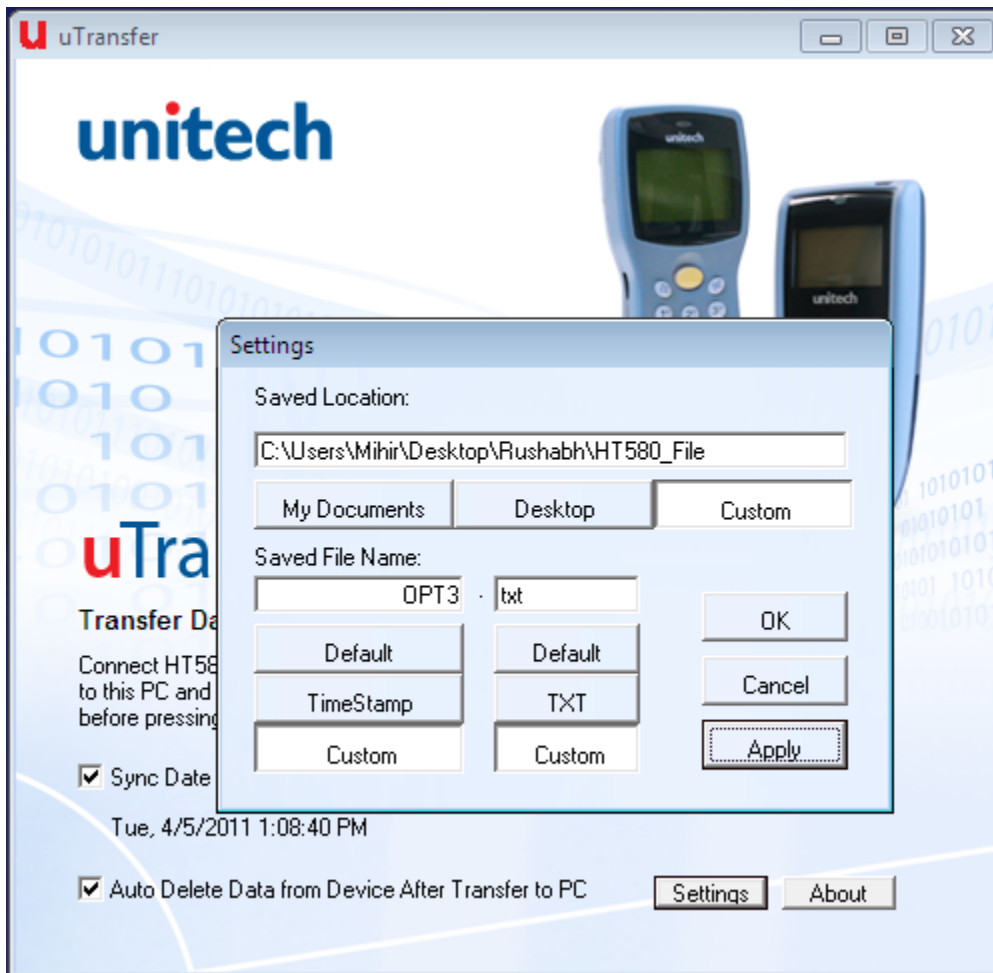 uTransfer
unitech
unitech
unitech
Settings
Saved Location:
C:\Users\Mihir\Desktop\Rushabh\HT580_File
My Documents
Desktop
Custom
Saved File Name:
OPT3 . txt
Default
Default
TimeStamp
TXT
Custom
Custom
OK
Cancel
Apply
uTra
Transfer Da
Connect HT58
to this PC and
before pressing
Sync Date
Tue, 4/5/2011 1:08:40 PM
Auto Delete Data from Device After Transfer to PC
Settings
About